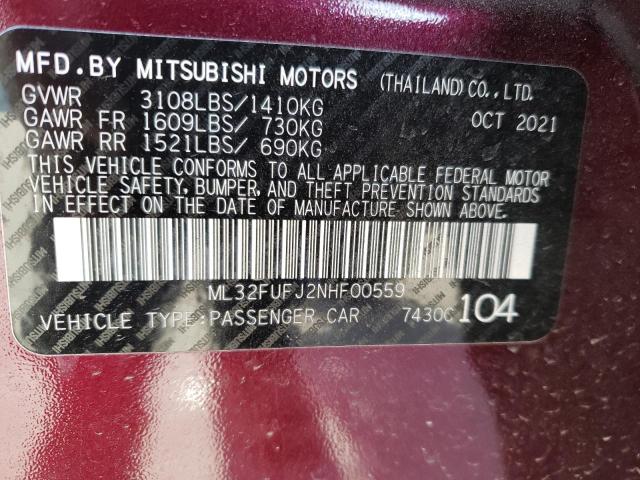 MFD.BY MITSUBISHI MOTORS (THAILAND)CO.,LTD.
GVWR 3108LBS/1410KG OCT 2021
GAWR FR 1609LBS/ 730KG
GAWR RR 1521LBS/ 690KG
THIS VEHICLE CONFORMS TO ALL APPLICABLE FEDERAL MOTOR
VEHICLE SAFETY, BUMPER, AND THEFT PREVENTION STANDARDS
IN EFFECT ON THE DATE OF MANUFACTURE SHOWN ABOVE.
ML32FUFJ2NHF00559
VEHICLE TYPE:PASSENGER CAR 7430C 104